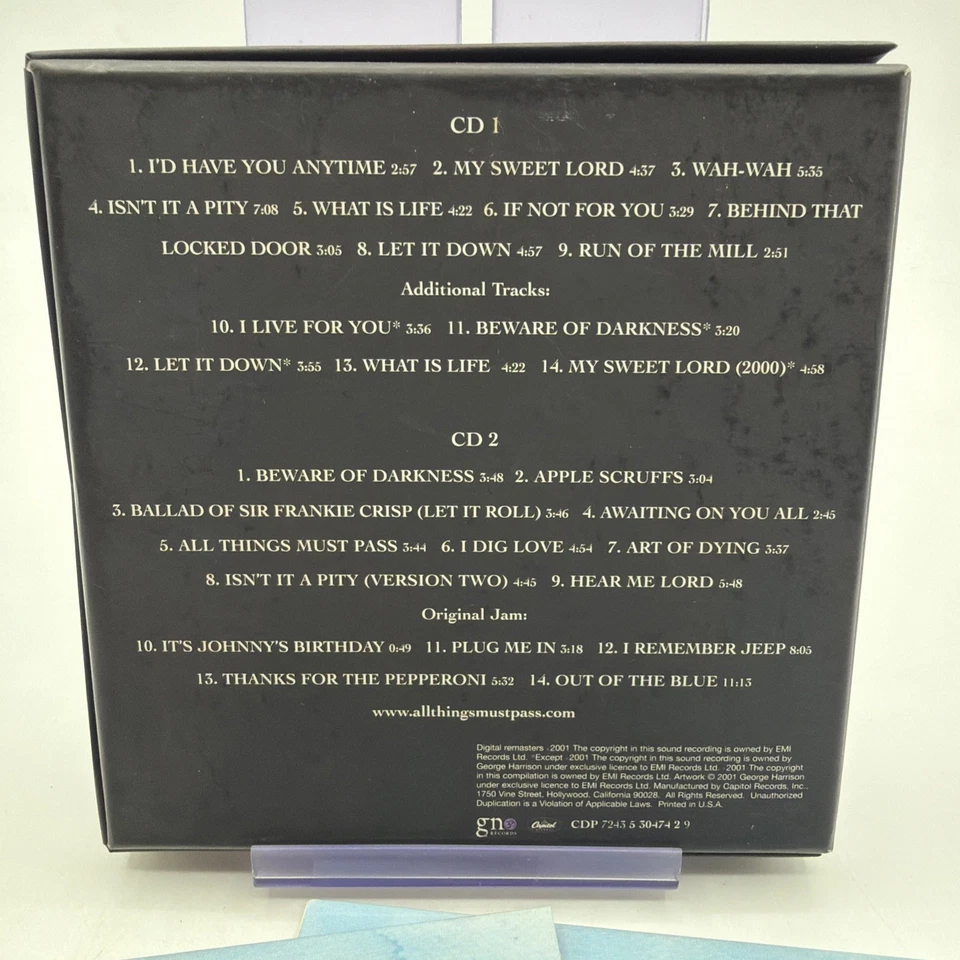 CD 1
1. I'D HAVE YOU ANYTIME 2:57 2. MY SWEET LORD 4:37 3. WAH-WAH 5:35
4. ISN'T IT A PITY 7:08 5. WHAT IS LIFE 4:22 6. IF NOT FOR YOU 3:29 7. BEHIND THAT
LOCKED DOOR 3:05 8. LET IT DOWN 4:57 9. RUN OF THE MILL 2:51
Additional Tracks:
10. I LIVE FOR YOU* 3:36 11. BEWARE OF DARKNESS* 3:20
12. LET IT DOWN* 3:55 13. WHAT IS LIFE 4:22 14. MY SWEET LORD (2000)* 4:58
CD 2
1. BEWARE OF DARKNESS 3:48 2. APPLE SCRUFFS 3:04
3. BALLAD OF SIR FRANKIE CRISP (LET IT ROLL) 3:46 4. AWAITING ON YOU ALL 2:45
5. ALL THINGS MUST PASS 3:44 6. I DIG LOVE 4:54 7. ART OF DYING 3:37
8. ISN'T IT A PITY (VERSION TWO) 4:45 9. HEAR ME LORD 5:48
Original Jam:
10. IT'S JOHNNY'S BIRTHDAY 0:49 11. PLUG ME IN 3:18 12. I REMEMBER JEEP 8:05
13. THANKS FOR THE PEPPERONI 5:32 14. OUT OF THE BLUE 11:13
www.allthingsmustpass.com
Digital remasters 2001 The copyright in this sound recording is owned by EMI
Records Ltd. *Except 2001 The copyright in this sound recording is owned by
George Harrison under exclusive licence to EMI Records Ltd. 2001 The copyright
in this compilation is owned by EMI Records Ltd. Artwork © 2001 George Harrison
under exclusive licence to EMI Records Ltd. Manufactured by Capitol Records, Inc.,
1750 Vine Street, Hollywood, California 90028. All Rights Reserved. Unauthorized
Duplication is a Violation of Applicable Laws. Printed in U.S.A.
gn RECORDS Capitol CDP 7243 5 30474 2 9